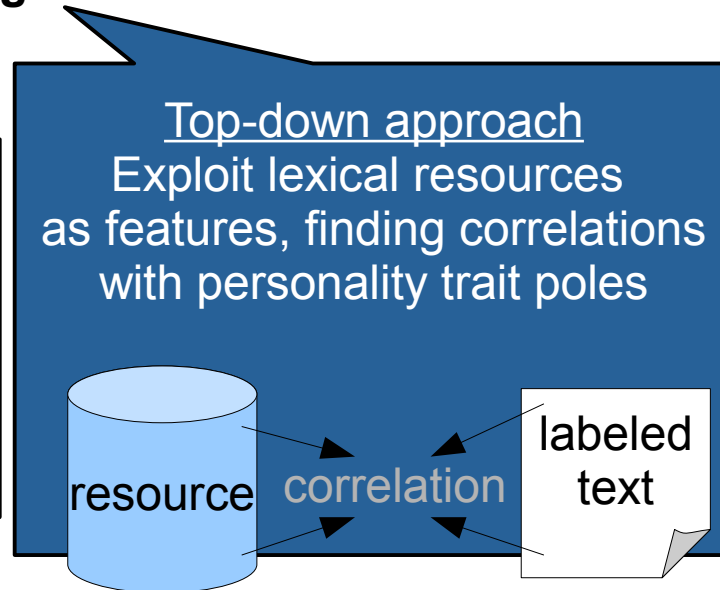 g
Top-down approach
Exploit lexical resources
as features, finding correlations
with personality trait poles
resource
correlation
labeled
text